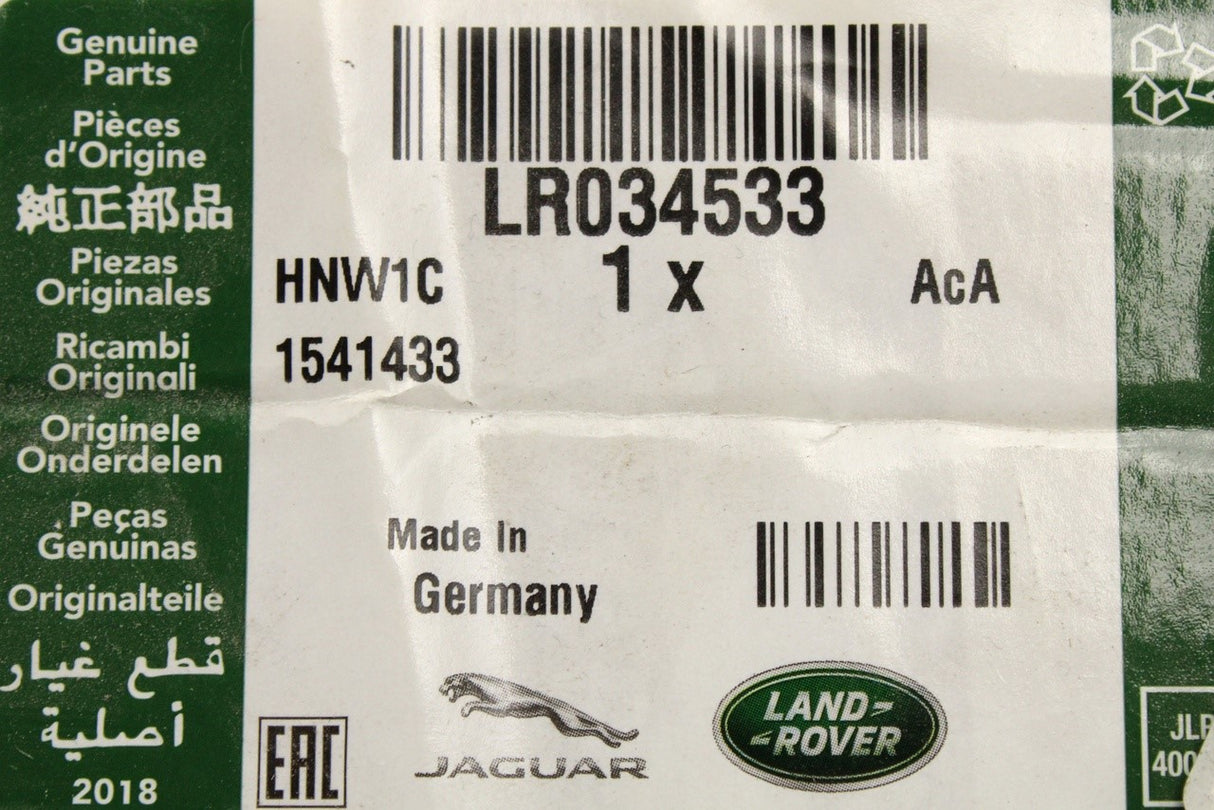 Genuine
Parts
Pièces
d'Origine
純正部品
Piezas
Originales
Ricambi
Originali
Originele
Onderdelen
Peças
Genuinas
Originalteile
قطع غيار
أصلية
2018
LR034533
HNW1C 1 x AcA
1541433
Made In
Germany
EAC
JAGUAR
LAND-
-ROVER